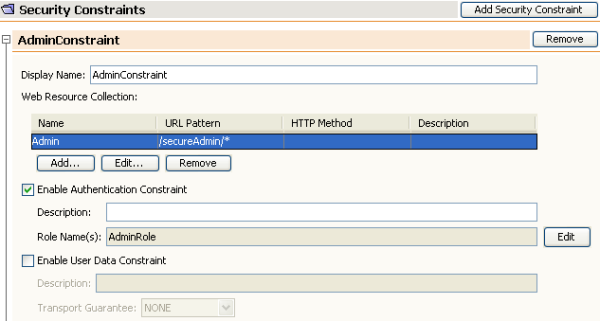 Security Constraints Add Security Constraint
AdminConstraint Remove
Display Name: AdminConstraint
Web Resource Collection:
Name URL Pattern HTTP Method Description
Admin /secureAdmin/*
Add... Edit... Remove
Enable Authentication Constraint
Description:
Role Name(s): AdminRole Edit
Enable User Data Constraint
Description:
Transport Guarantee: NONE